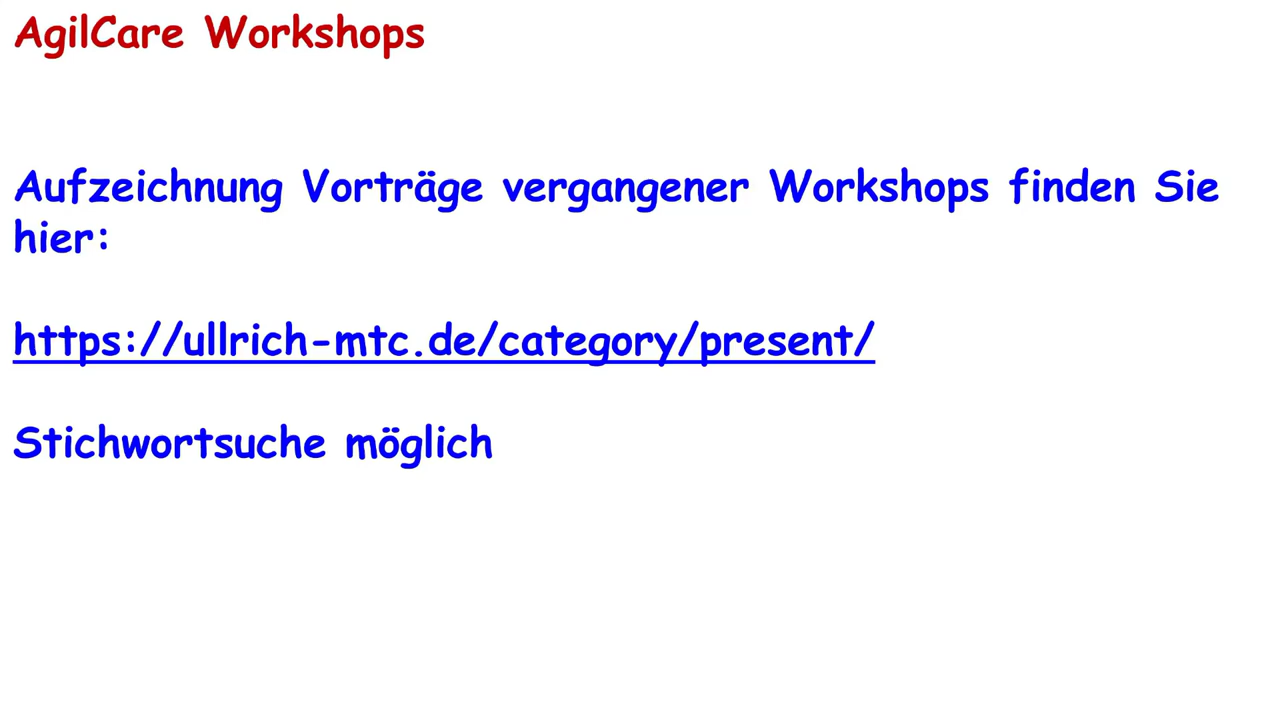 AgilCare Workshops
Aufzeichnung Vorträge vergangener Workshops finden Sie
hier:
https://ullrich-mtc.de/category/present/
Stichwortsuche möglich